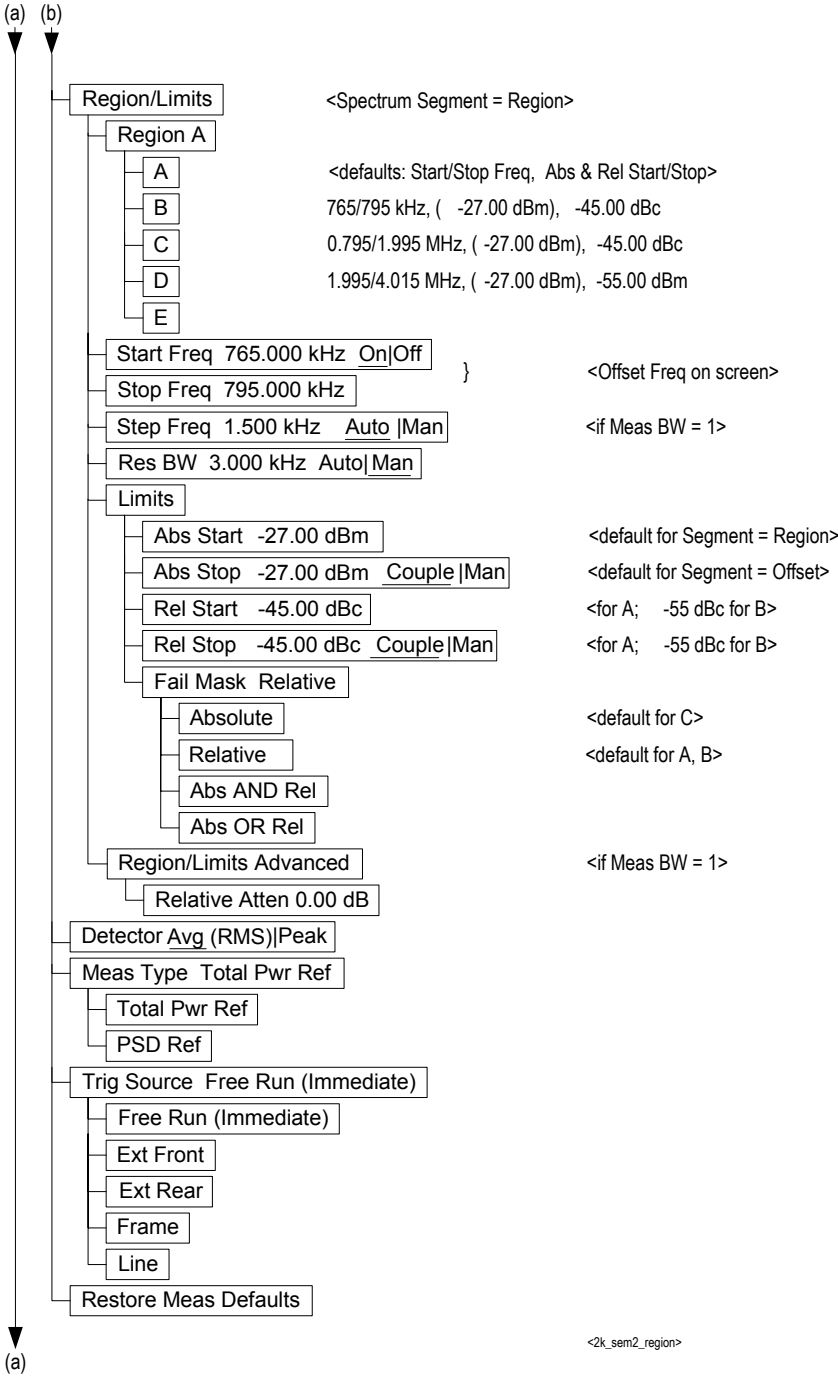 (a) (b)
Region/Limits <Spectrum Segment = Region>
Region A
A <defaults: Start/Stop Freq, Abs & Rel Start/Stop>
B 765/795 kHz, ( -27.00 dBm), -45.00 dBc
C 0.795/1.995 MHz, ( -27.00 dBm), -45.00 dBc
D 1.995/4.015 MHz, ( -27.00 dBm), -55.00 dBm
E
Start Freq 765.000 kHz On|Off
} <Offset Freq on screen>
Stop Freq 795.000 kHz
Step Freq 1.500 kHz Auto |Man <if Meas BW = 1>
Res BW 3.000 kHz Auto|Man
Limits
Abs Start -27.00 dBm <default for Segment = Region>
Abs Stop -27.00 dBm Couple |Man <default for Segment = Offset>
Rel Start -45.00 dBc <for A; -55 dBc for B>
Rel Stop -45.00 dBc Couple|Man <for A; -55 dBc for B>
Fail Mask Relative
Absolute <default for C>
Relative <default for A, B>
Abs AND Rel
Abs OR Rel
Region/Limits Advanced <if Meas BW = 1>
Relative Atten 0.00 dB
Detector Avg (RMS)|Peak
Meas Type Total Pwr Ref
Total Pwr Ref
PSD Ref
Trig Source Free Run (Immediate)
Free Run (Immediate)
Ext Front
Ext Rear
Frame
Line
Restore Meas Defaults
<2k_sem2_region>
(a)